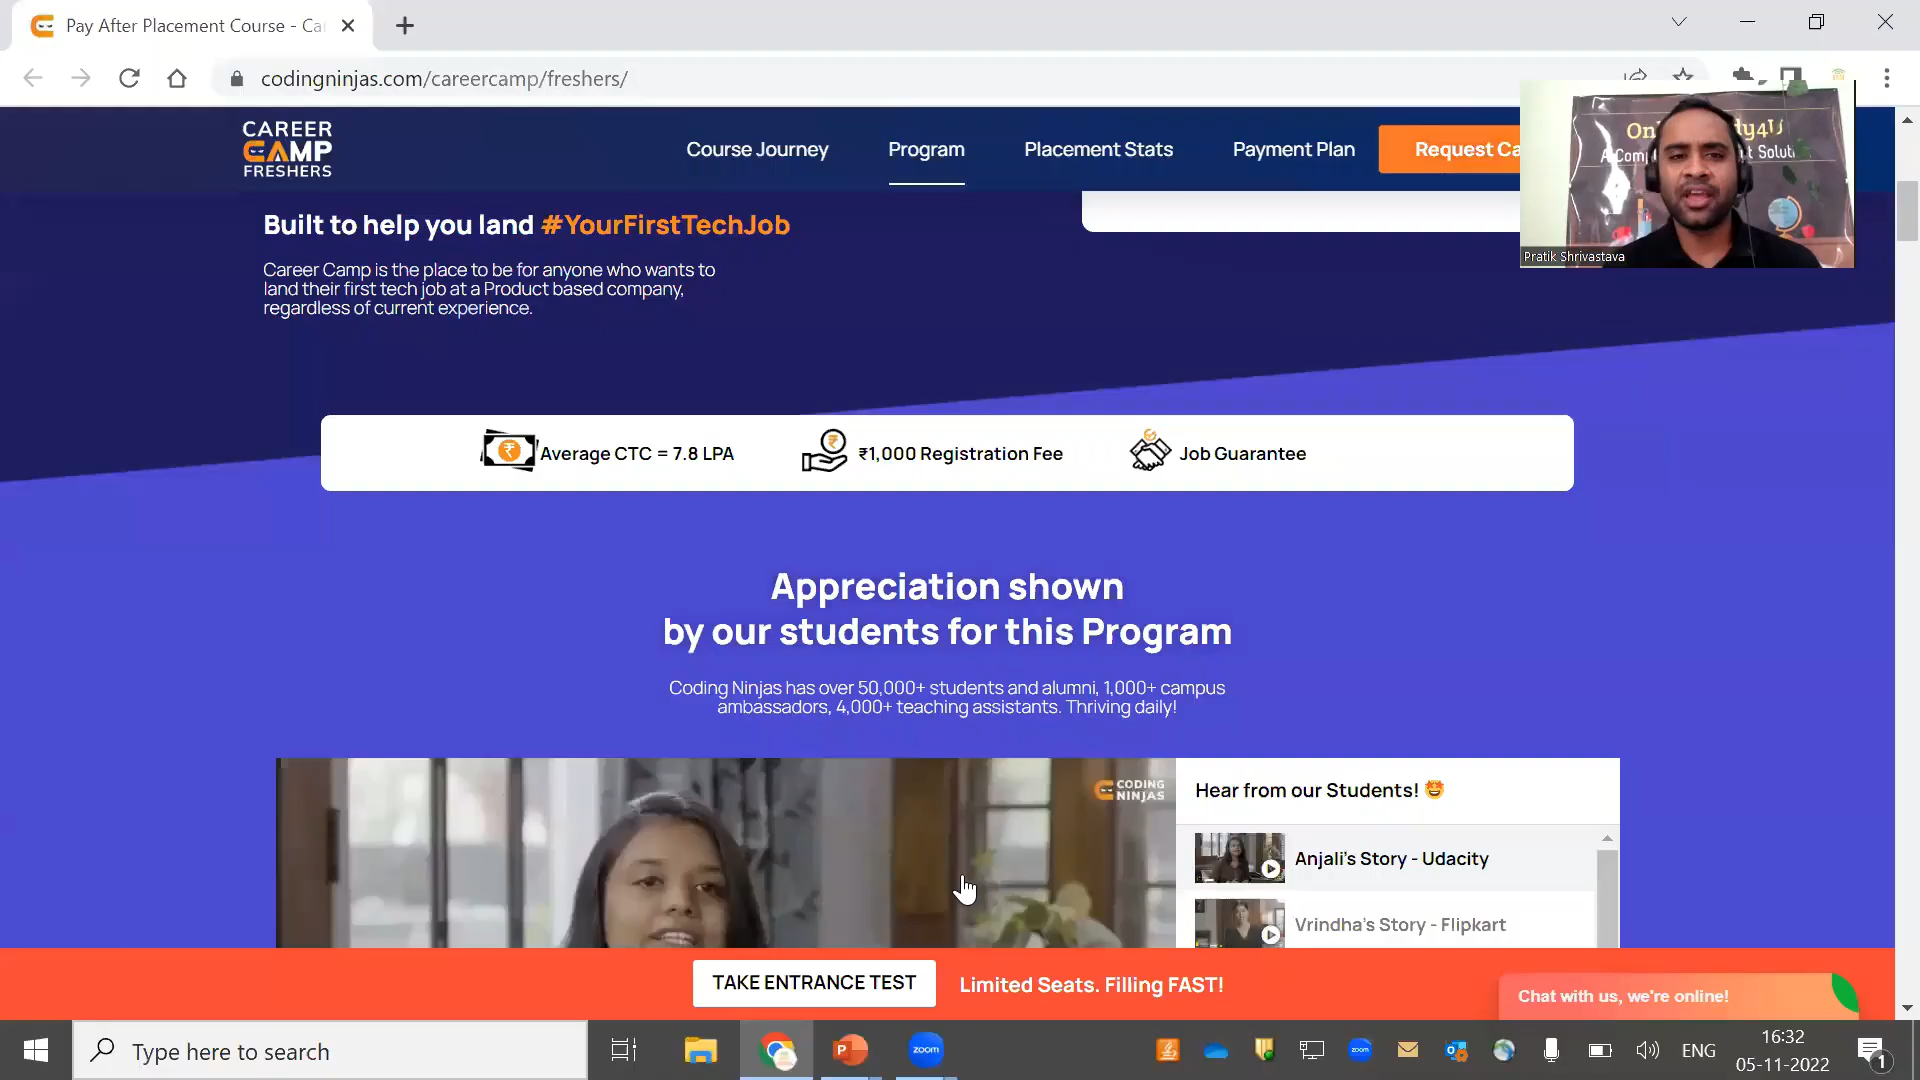 Pay After Placement Course - Ca
codingninjas.com/careercamp/freshers/
CAREER
CAMP
FRESHERS
Course Journey
Program
Placement Stats
Payment Plan
Request Ca
Pratik Shrivastava
Built to help you land #YourFirstTechJob
Career Camp is the place to be for anyone who wants to
land their first tech job at a Product based company,
regardless of current experience.
Average CTC = 7.8 LPA
₹1,000 Registration Fee
Job Guarantee
Appreciation shown
by our students for this Program
Coding Ninjas has over 50,000+ students and alumni, 1,000+ campus
ambassadors, 4,000+ teaching assistants. Thriving daily!
CODING
NINJAS
Hear from our Students! 🤩
Anjali's Story - Udacity
Vrindha's Story - Flipkart
TAKE ENTRANCE TEST
Limited Seats. Filling FAST!
Chat with us, we're online!
Type here to search
zoom
zoom
ENG
16:32
05-11-2022
1